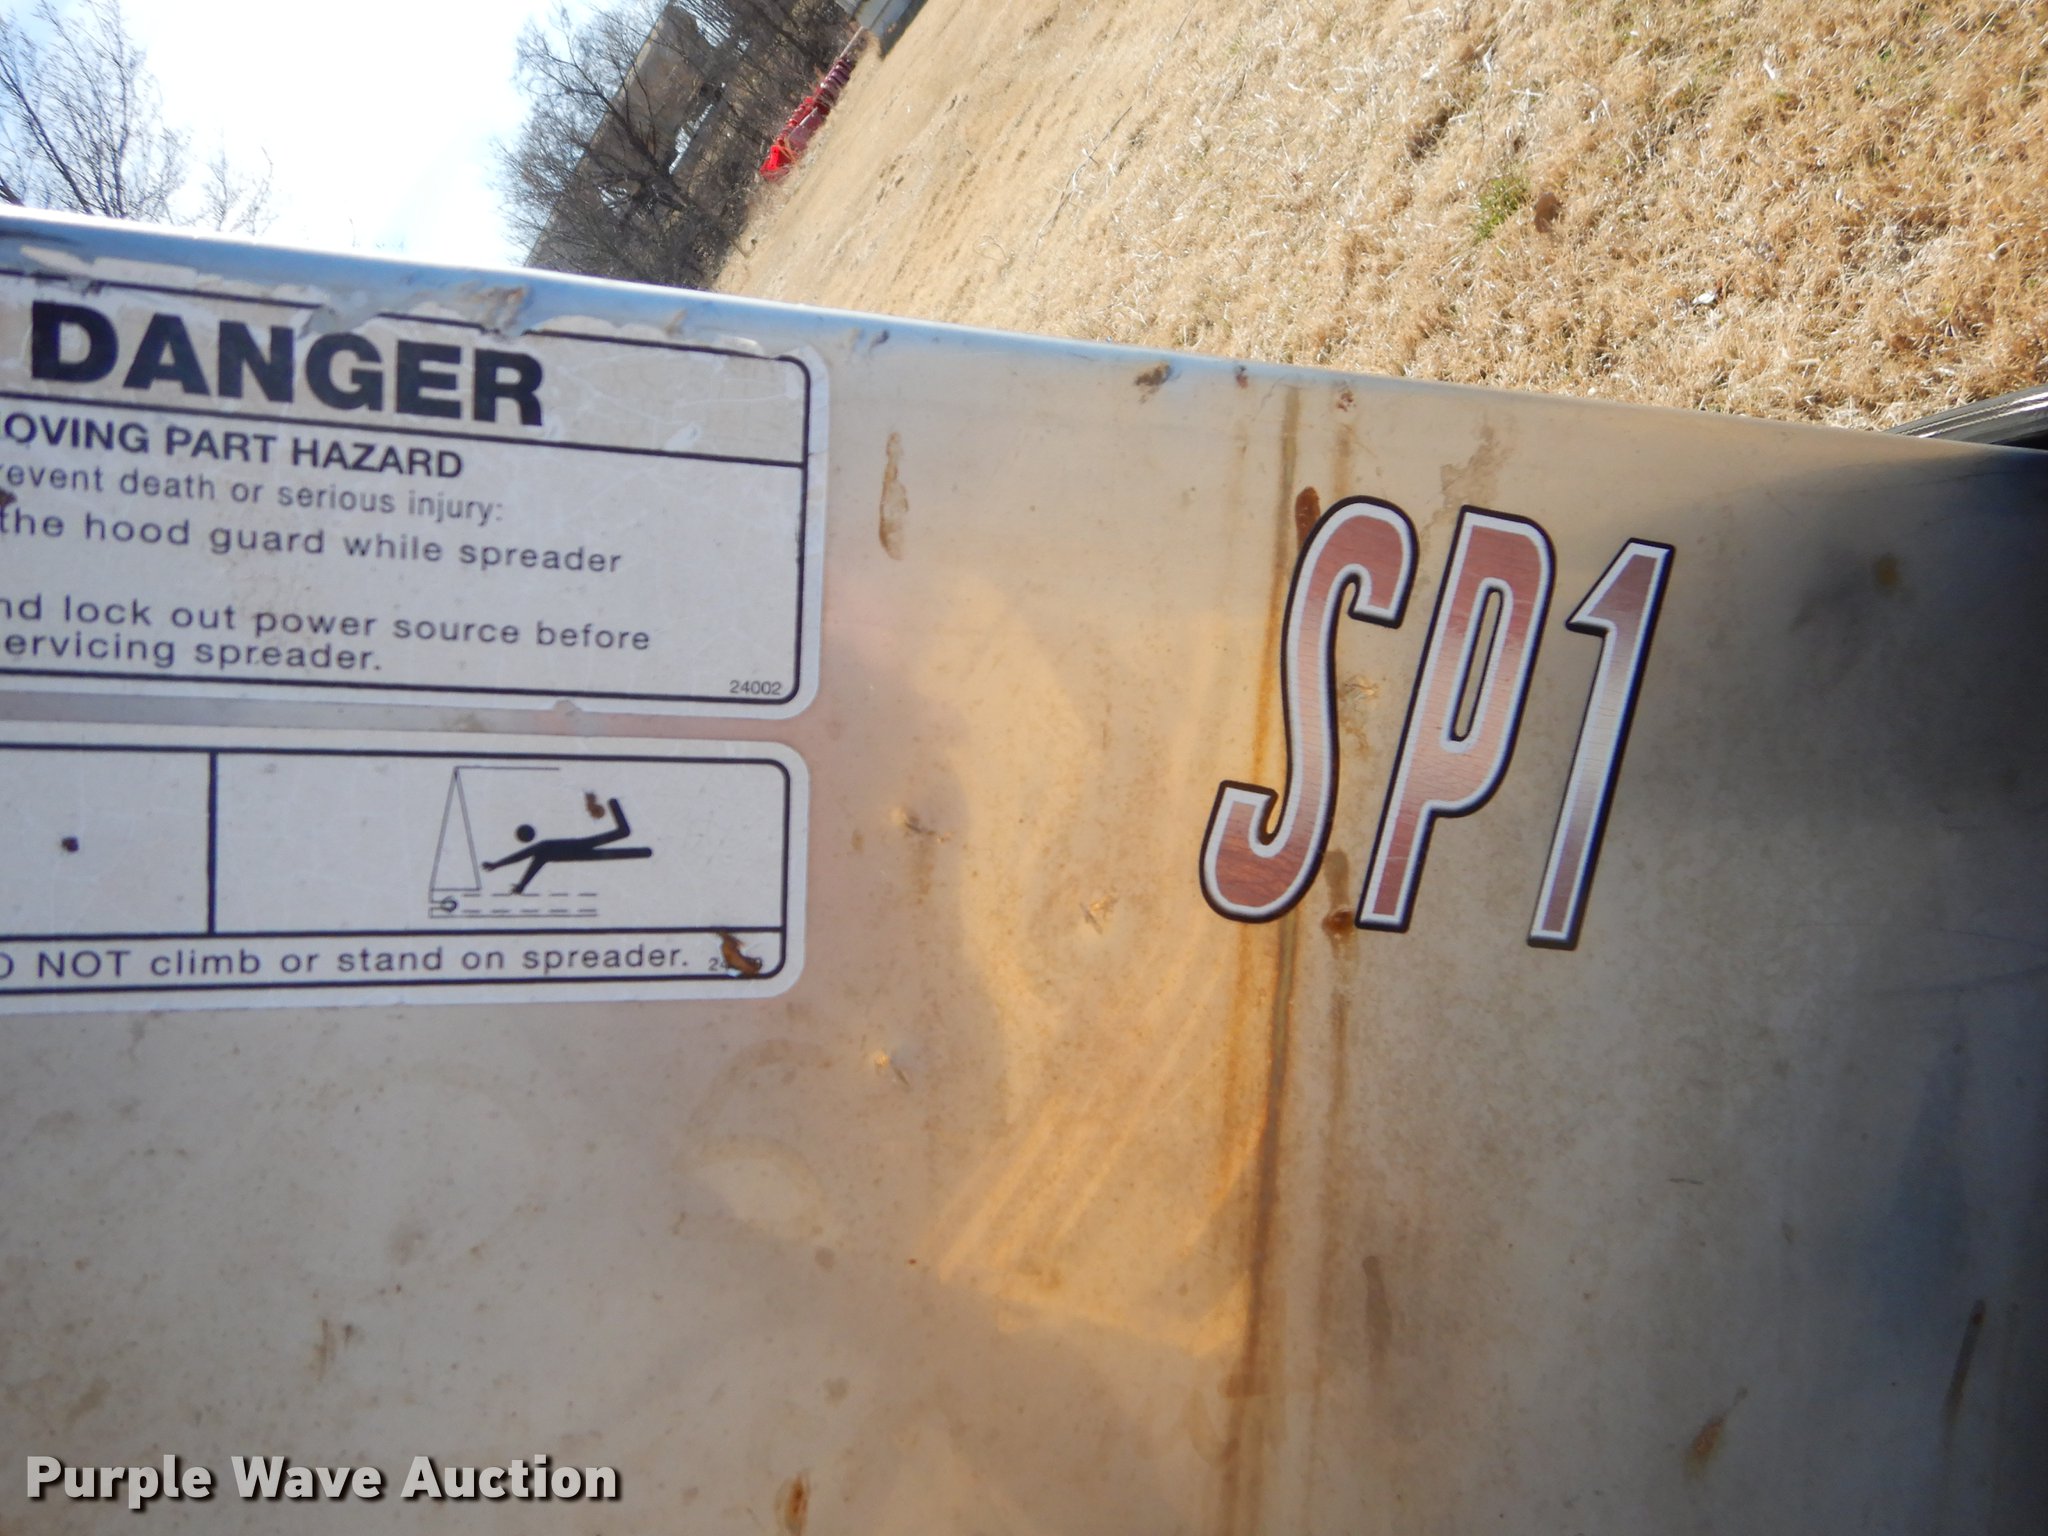 DANGER
OVING PART HAZARD
event death or serious injury:
the hood guard while spreader
nd lock out power source before
ervicing spreader.
24002
NOT climb or stand on spreader.
SP1
Purple Wave Auction